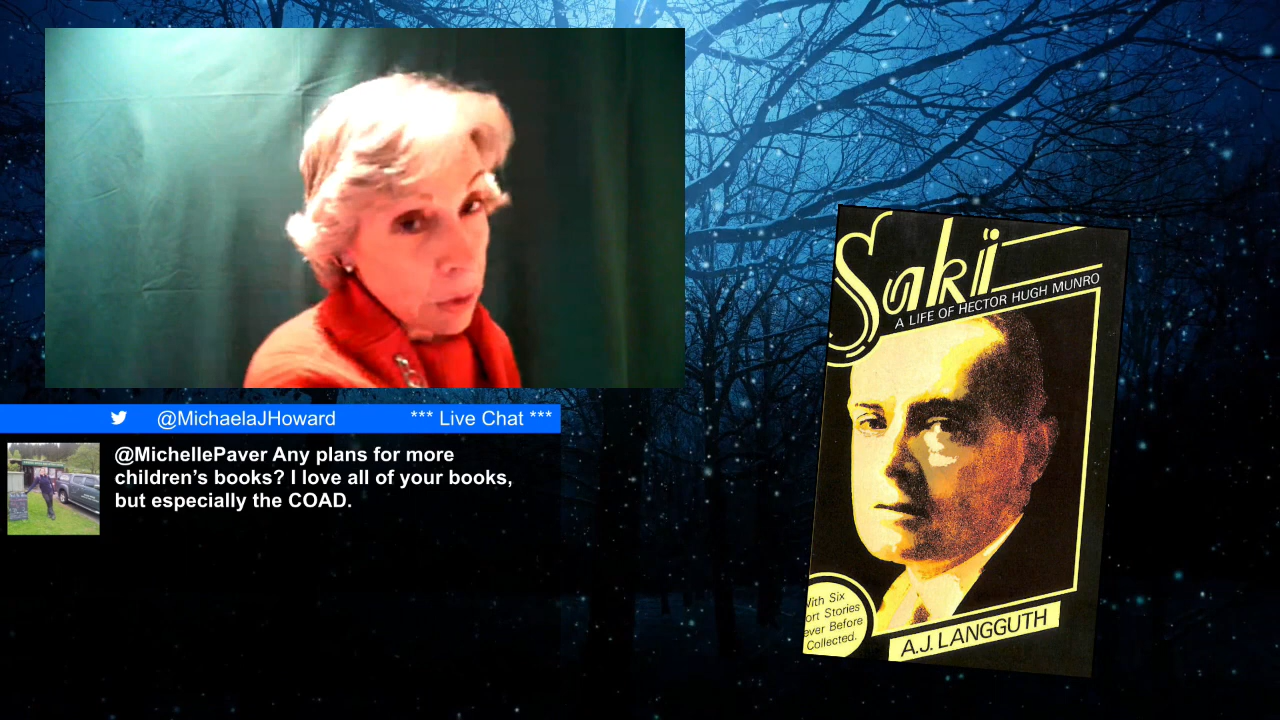 @MichaelaJHoward *** Live Chat ***
@MichellePaver Any plans for more
children’s books? I love all of your books,
but especially the COAD.
Saki
A LIFE OF HECTOR HUGH MUNRO
With Six
ort Stories
ever Before
Collected.
A.J. LANGGUTH